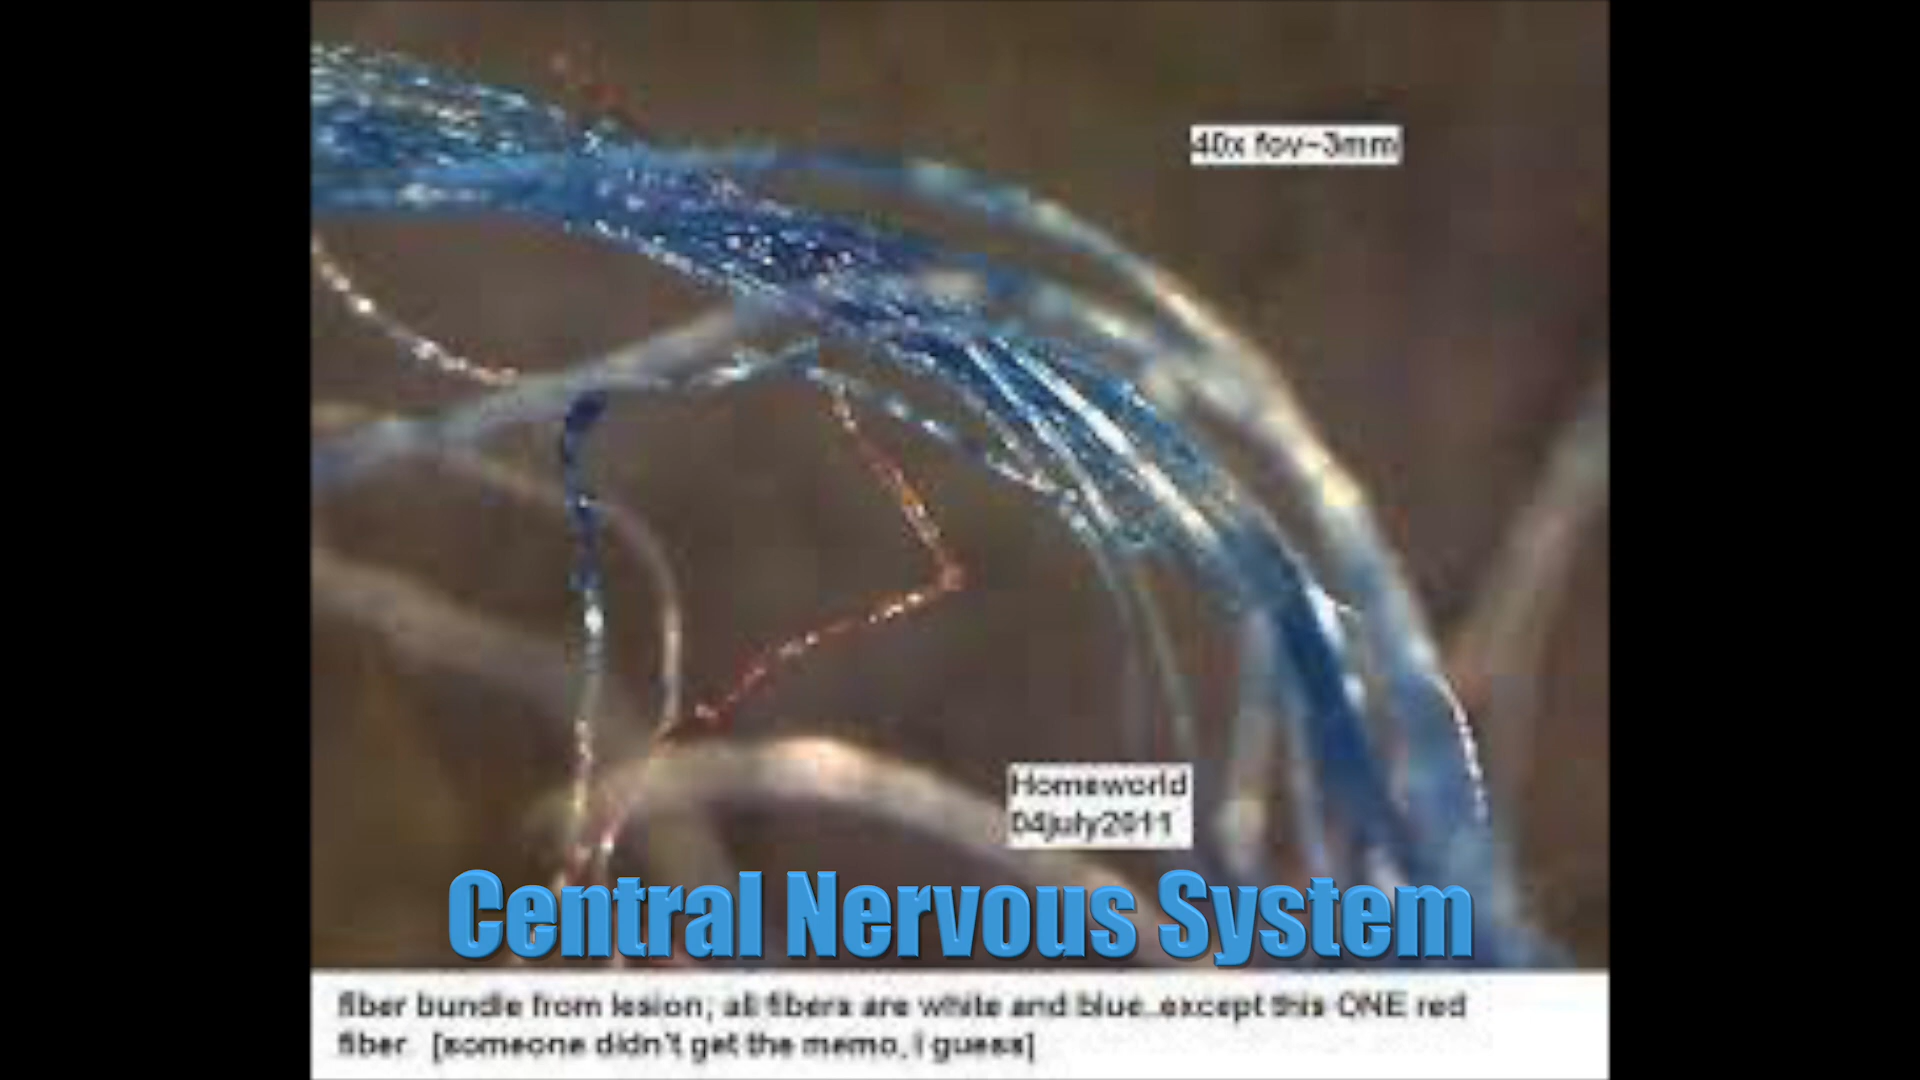 40x fov~3mm
Homeworld
04july2011
Central Nervous System
fiber bundle from lesion; all fibers are white and blue..except this ONE red
fiber. [someone didn't get the memo, I guess]